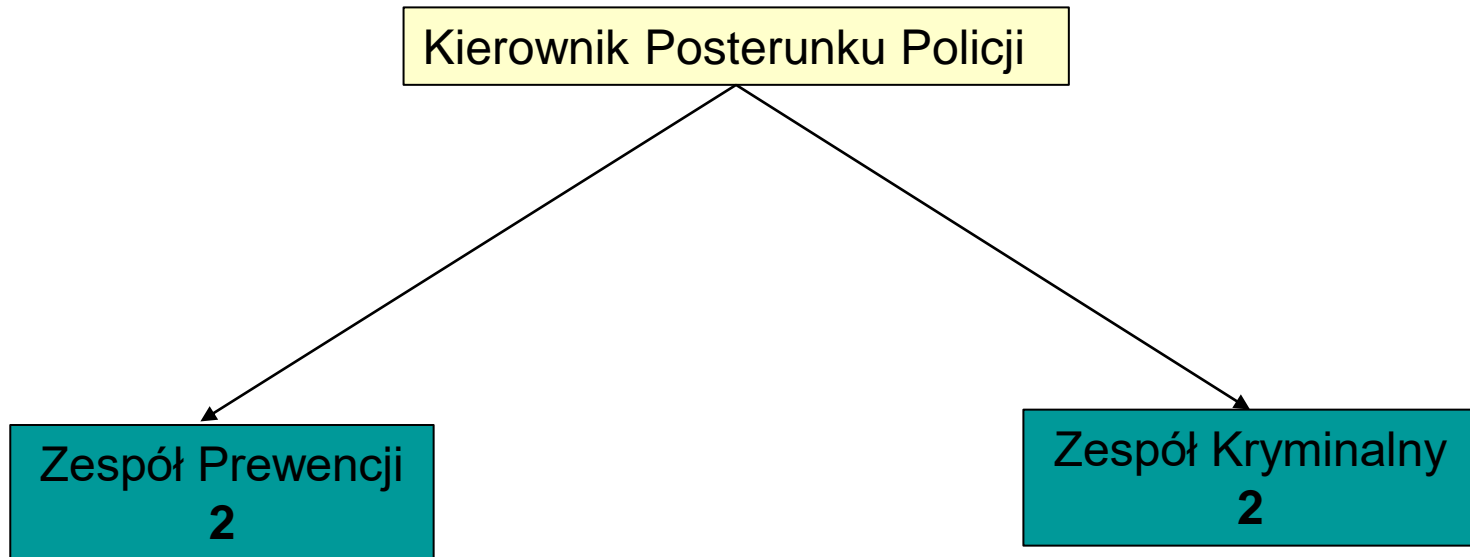 Kierownik Posterunku Policji
Zespół Prewencji
2
Zespół Kryminalny
2